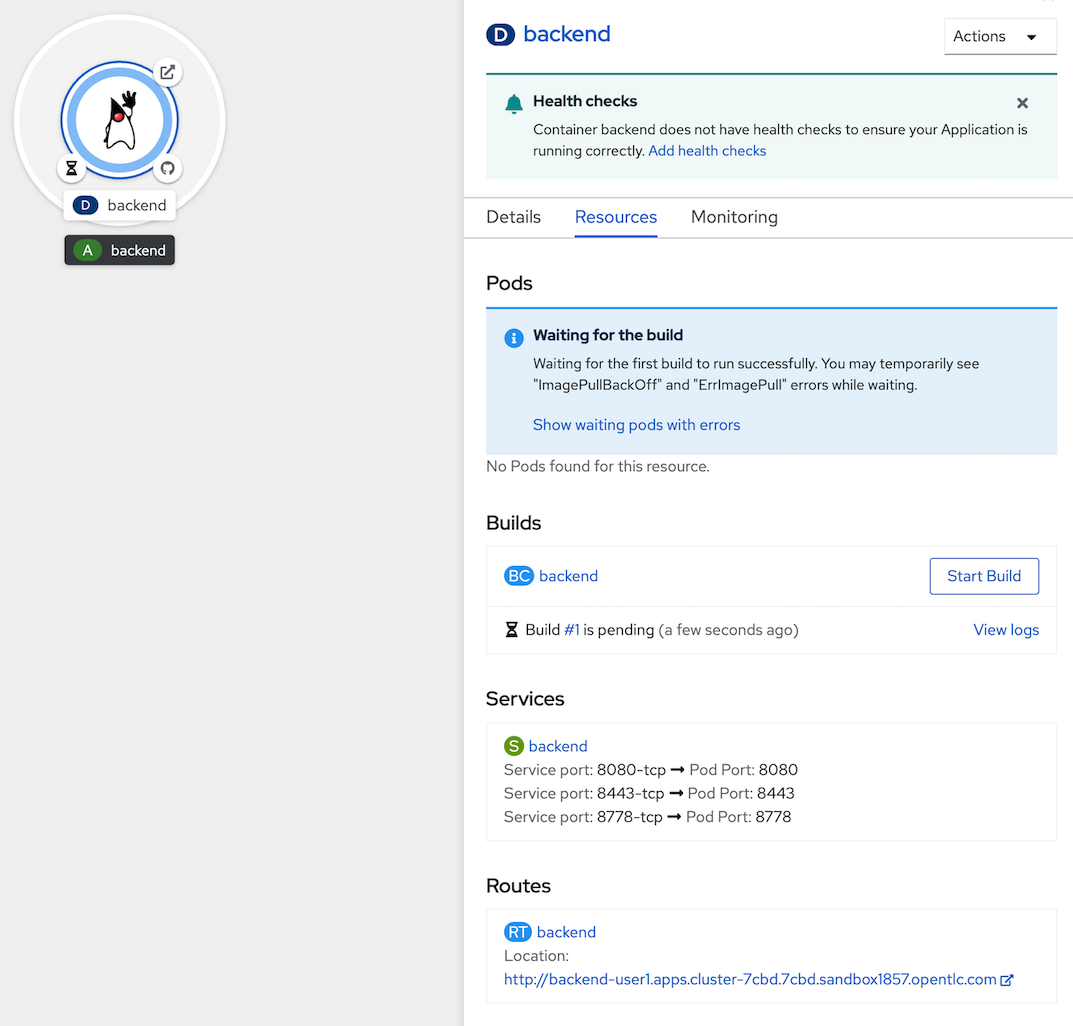 D backend
A backend
D backend
Actions
Health checks
Container backend does not have health checks to ensure your Application is
running correctly. Add health checks
Details Resources Monitoring
Pods
Waiting for the build
Waiting for the first build to run successfully. You may temporarily see
"ImagePullBackOff" and "ErrImagePull" errors while waiting.
Show waiting pods with errors
No Pods found for this resource.
Builds
BC backend Start Build
Build #1 is pending (a few seconds ago) View logs
Services
S backend
Service port: 8080-tcp → Pod Port: 8080
Service port: 8443-tcp → Pod Port: 8443
Service port: 8778-tcp → Pod Port: 8778
Routes
RT backend
Location:
http://backend-user1.apps.cluster-7cbd.7cbd.sandbox1857.opentlc.com